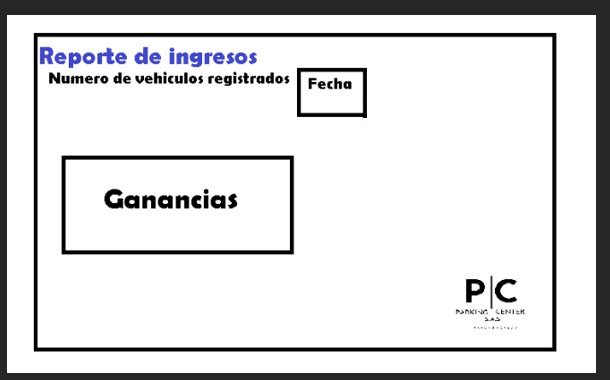 Reporte de ingresos
Numero de vehiculos registrados
Fecha
Ganancias
P|C
PARKING CENTER
S.A.S